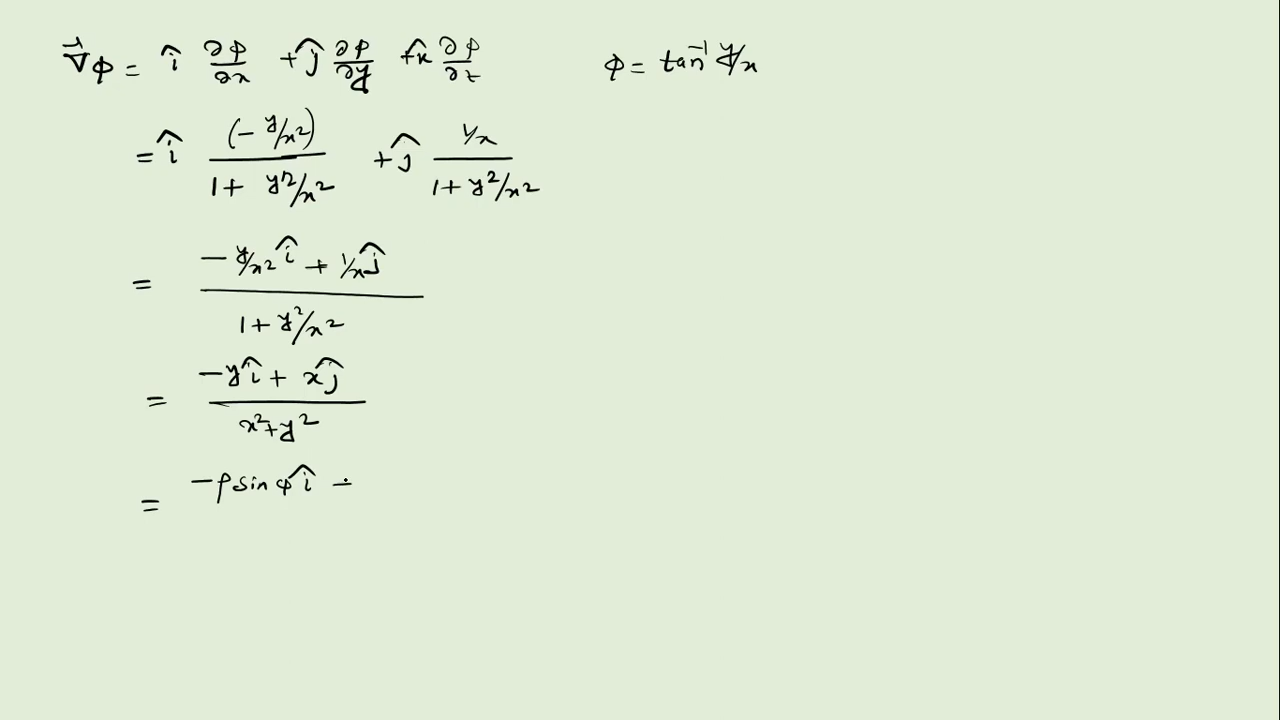 ∇⃗φ = î ∂φ/∂x + ĵ ∂φ/∂y + k̂ ∂φ/∂z φ = tan⁻¹ y/x
= î (- y/x²) / (1 + y²/x²) + ĵ (1/x) / (1 + y²/x²)
= (- y/x² î + 1/x ĵ) / (1 + y²/x²)
= (-y î + x ĵ) / (x² + y²)
= -ρ sin φ î